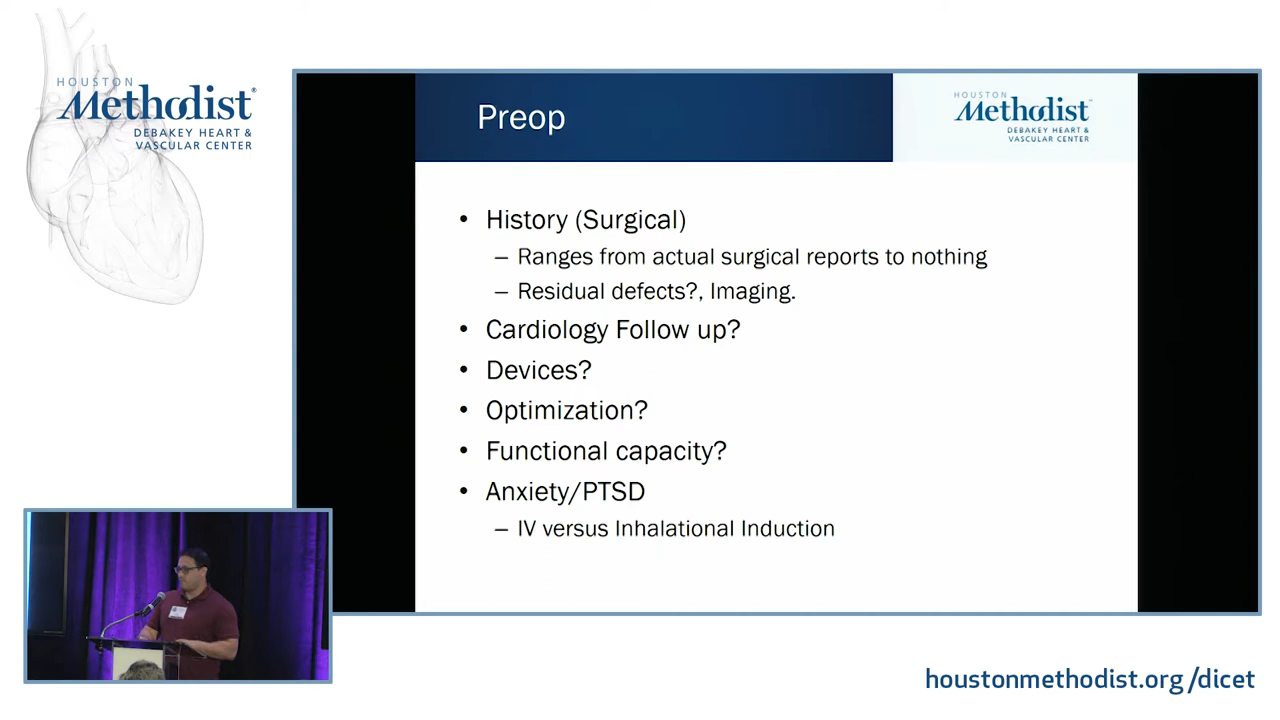 HOUSTON
Methodist®
DEBAKEY HEART &
VASCULAR CENTER
Preop
HOUSTON
Methodist
DEBAKEY HEART &
VASCULAR CENTER
• History (Surgical)
– Ranges from actual surgical reports to nothing
– Residual defects?, Imaging.
• Cardiology Follow up?
• Devices?
• Optimization?
• Functional capacity?
• Anxiety/PTSD
– IV versus Inhalational Induction
houstonmethodist.org/dicet